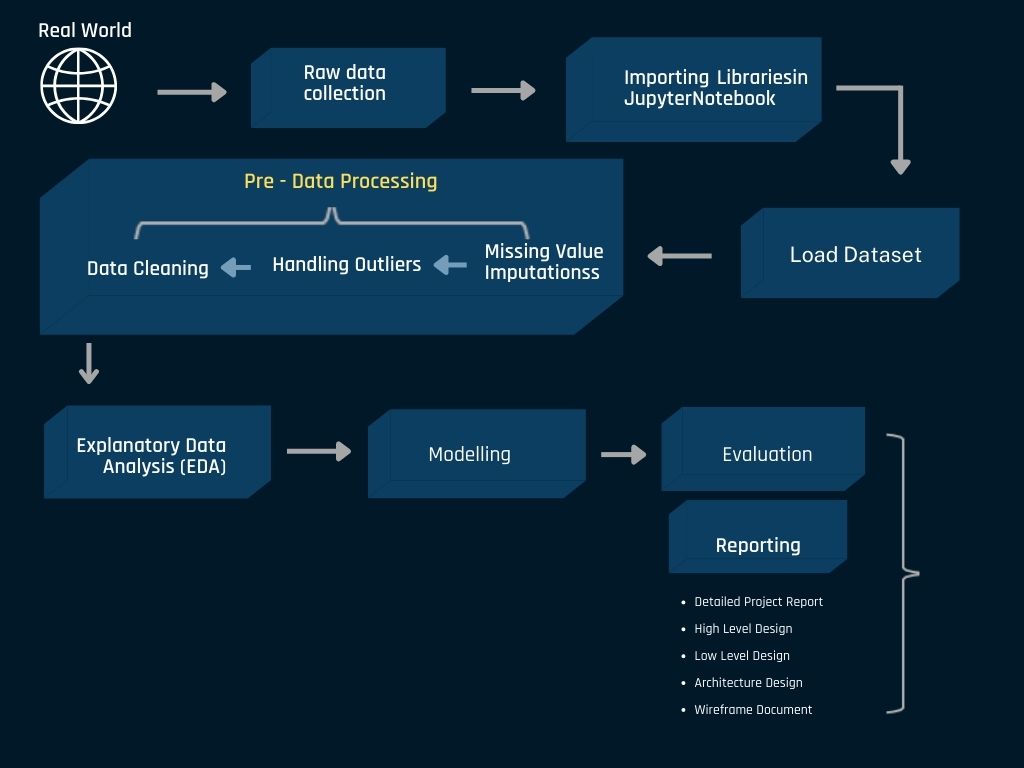 Real World
Raw data
collection
Importing Librariesin
JupyterNotebook
Pre - Data Processing
Data Cleaning
Handling Outliers
Missing Value
Imputationss
Load Dataset
Explanatory Data
Analysis (EDA)
Modelling
Evaluation
Reporting
• Detailed Project Report
• High Level Design
• Low Level Design
• Architecture Design
• Wireframe Document